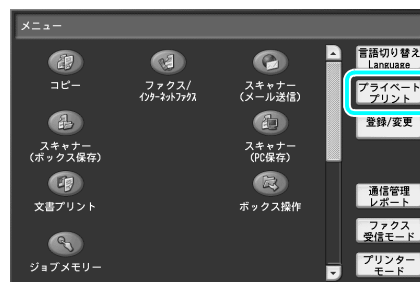 メニュー
コピー
ファクス/
インターネットファクス
スキャナー
(メール送信)
スキャナー
(ボックス保存)
スキャナー
(PC保存)
文書プリント
ボックス操作
ジョブメモリー
言語切り替え
Language
プライベート
プリント
登録/変更
通信管理
レポート
ファクス
受信モード
プリンター
モード